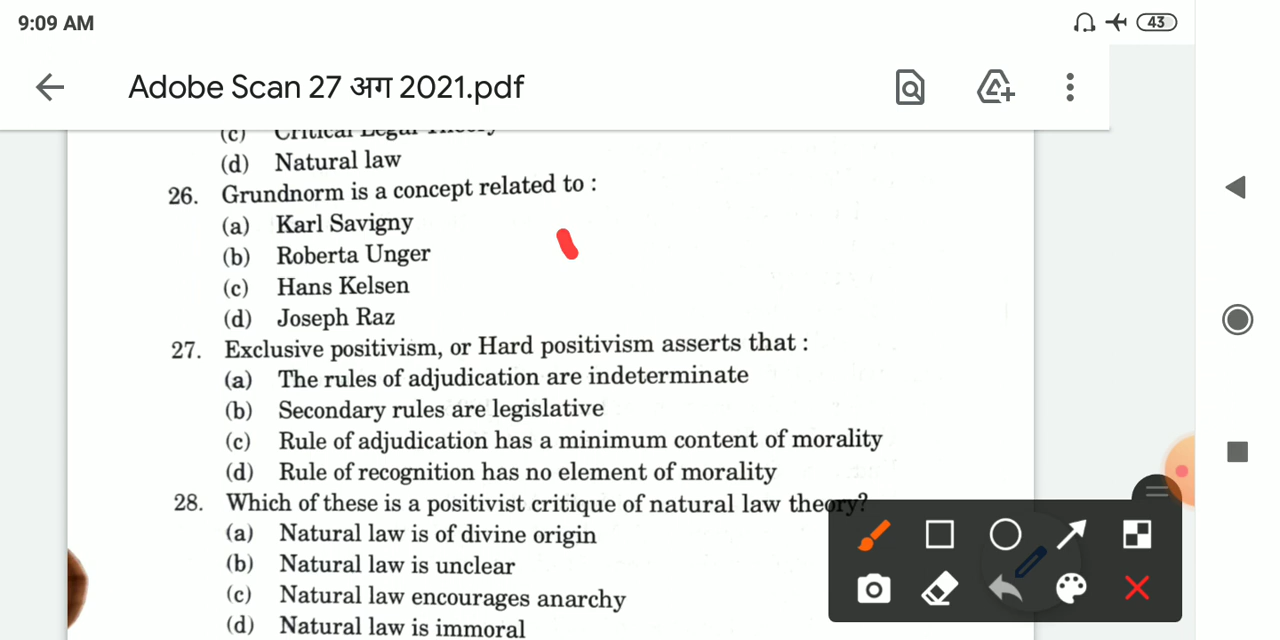 9:09 AM
43
Adobe Scan 27 अग 2021.pdf
(c) Critical Legal Theory
(d) Natural law
26. Grundnorm is a concept related to :
(a) Karl Savigny
(b) Roberta Unger
(c) Hans Kelsen
(d) Joseph Raz
27. Exclusive positivism, or Hard positivism asserts that :
(a) The rules of adjudication are indeterminate
(b) Secondary rules are legislative
(c) Rule of adjudication has a minimum content of morality
(d) Rule of recognition has no element of morality
28. Which of these is a positivist critique of natural law theory?
(a) Natural law is of divine origin
(b) Natural law is unclear
(c) Natural law encourages anarchy
(d) Natural law is immoral